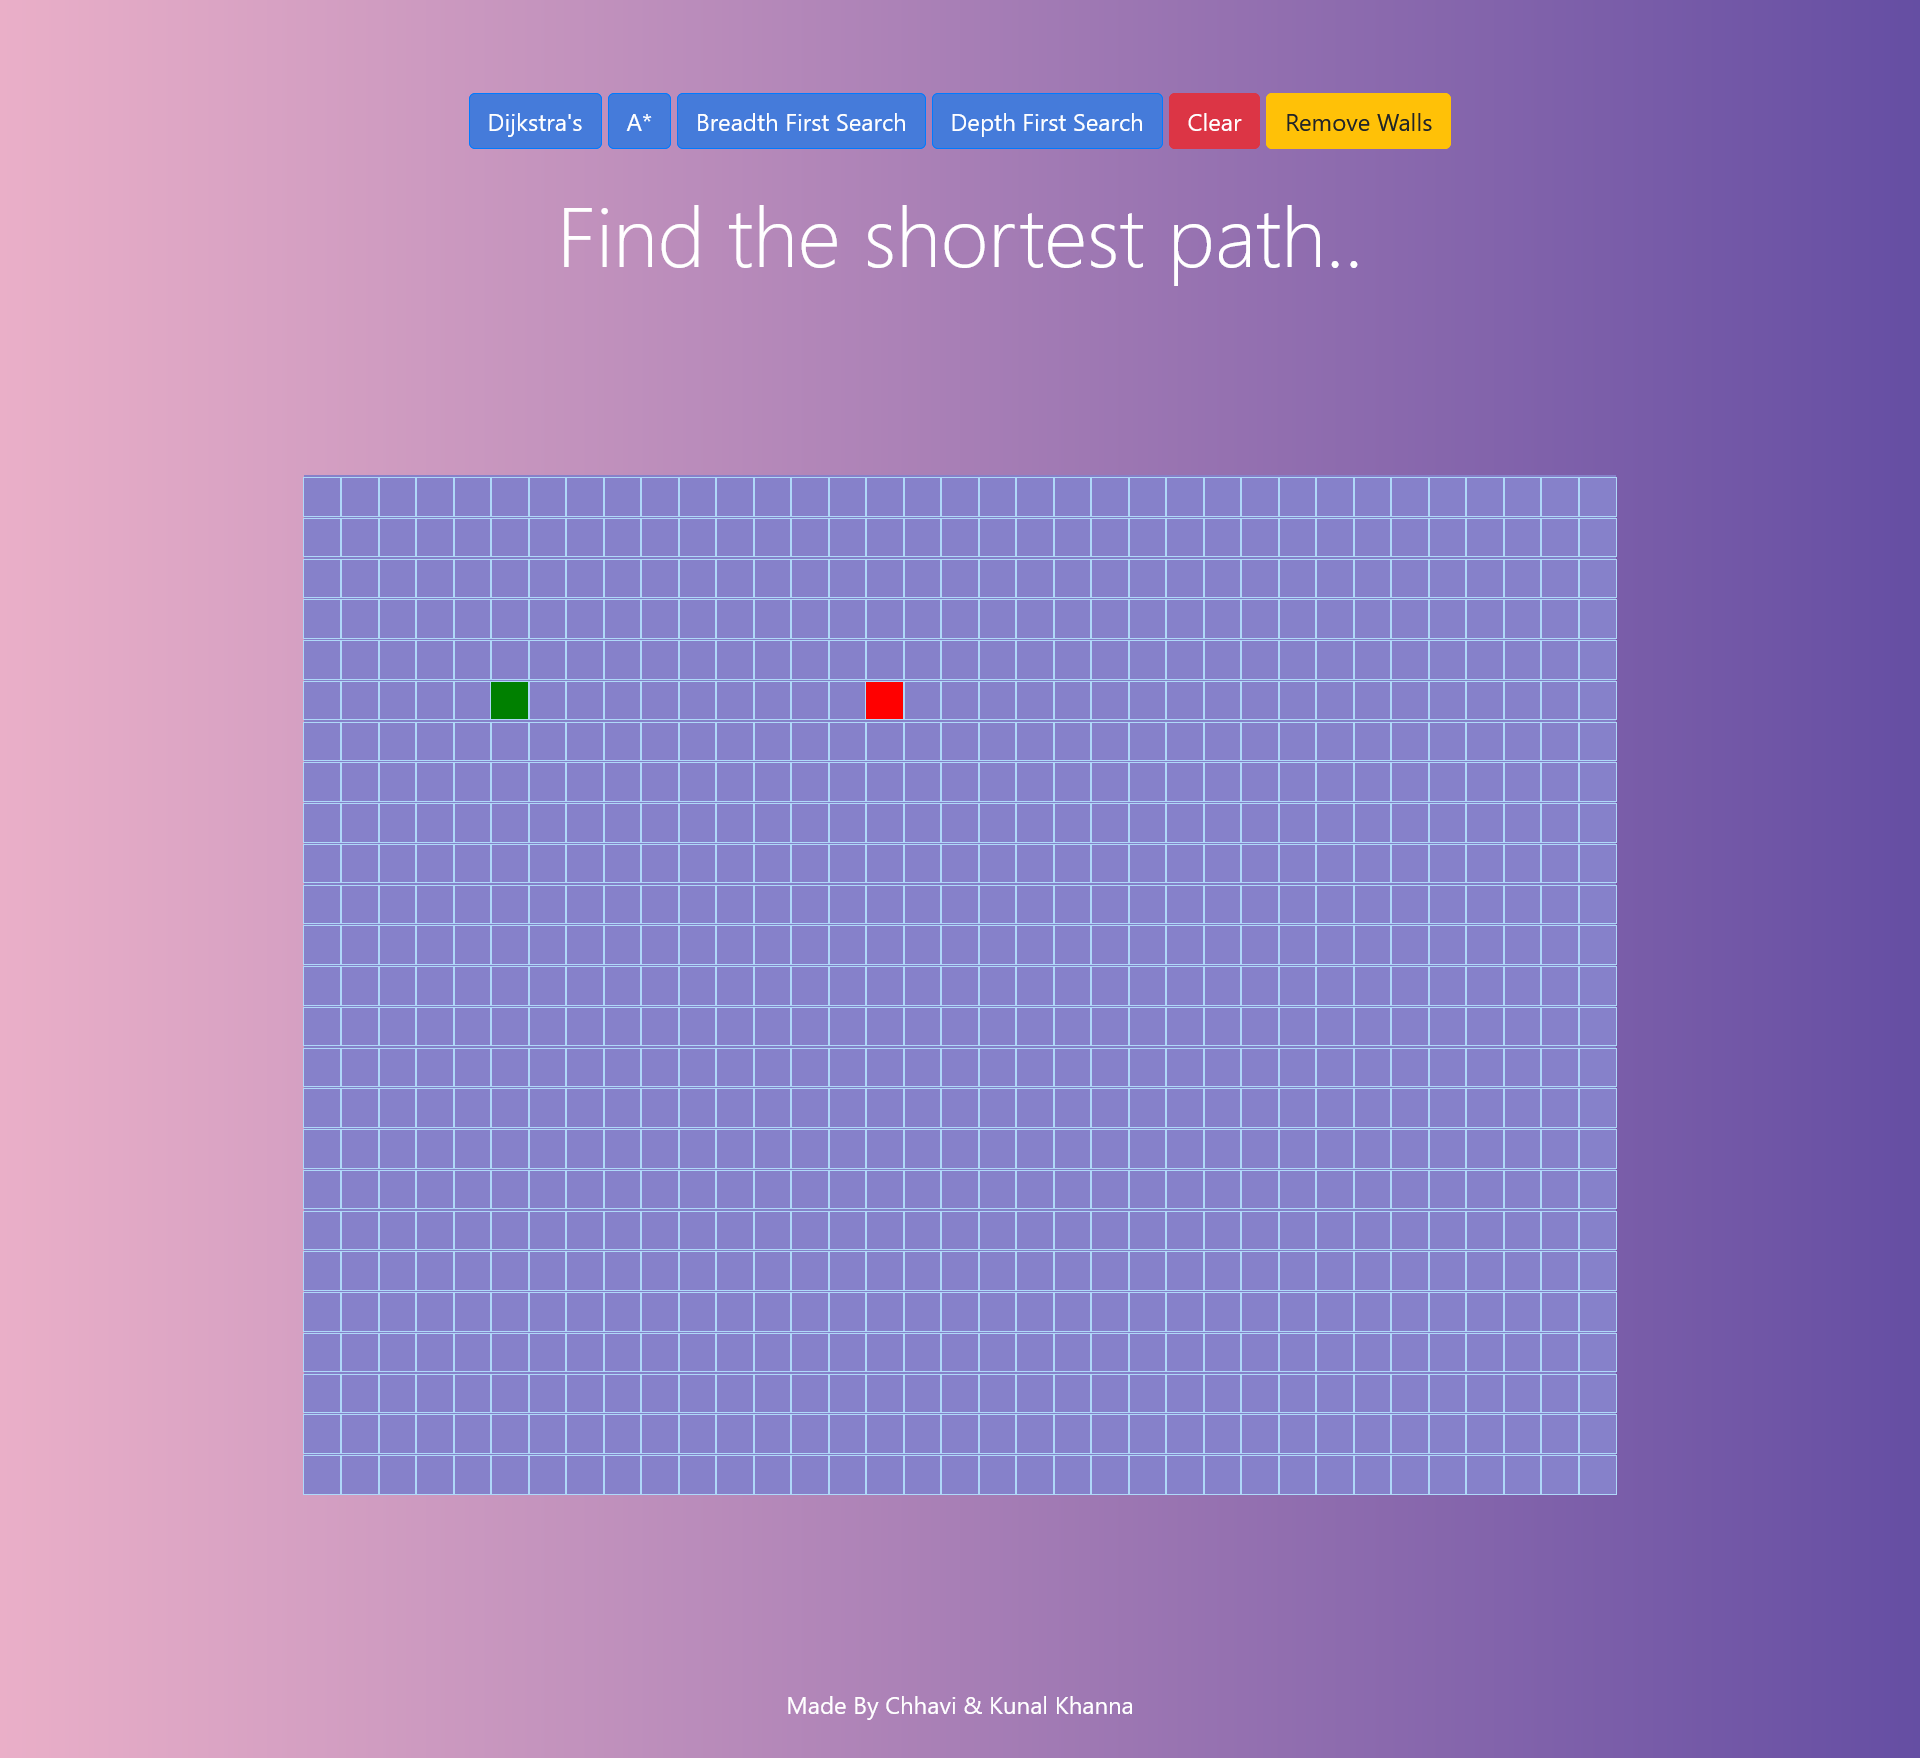 Dijkstra's A* Breadth First Search Depth First Search Clear Remove Walls
Find the shortest path..
Made By Chhavi & Kunal Khanna